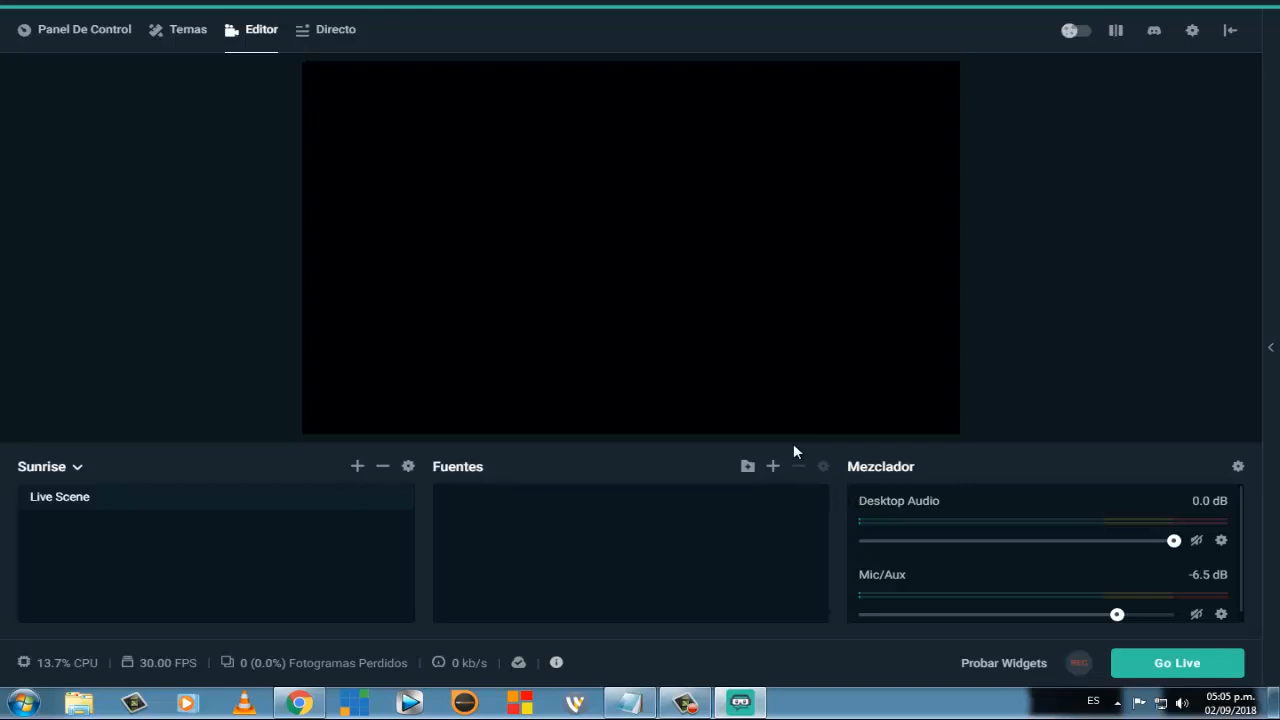 Panel De Control Temas Editor Directo
Sunrise Fuentes Mezclador
Live Scene
Desktop Audio 0.0 dB
Mic/Aux -6.5 dB
13.7% CPU 30.00 FPS 0 (0.0%) Fotogramas Perdidos 0 kb/s Probar Widgets REC Go Live
ES 05:05 p.m.
02/09/2018